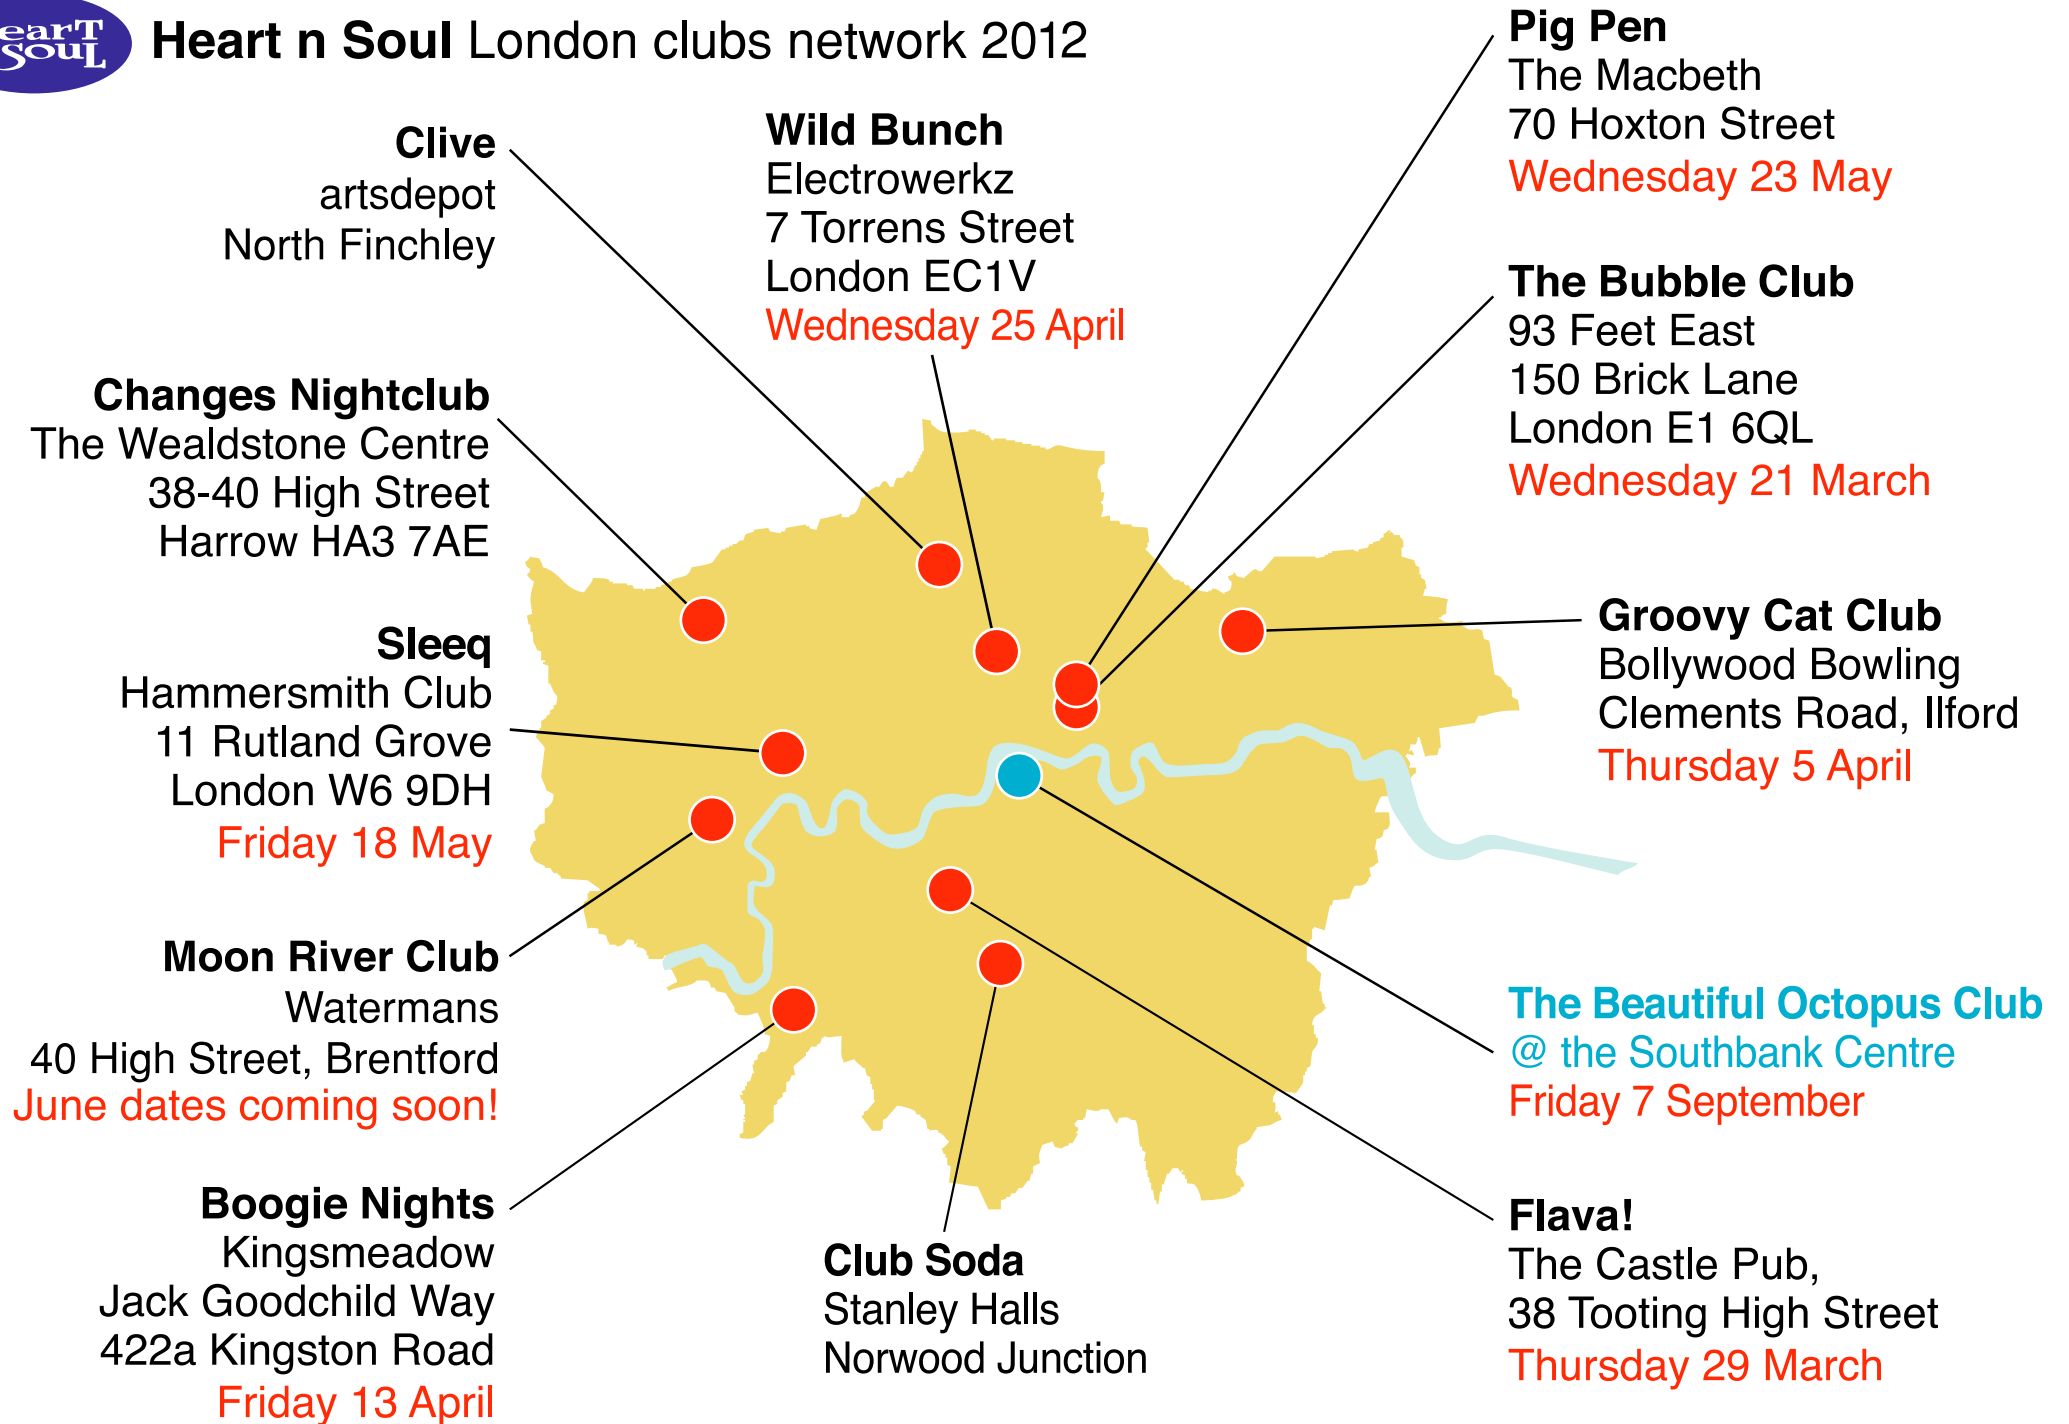 earT
Soul
Heart n Soul London clubs network 2012
Clive
artsdepot
North Finchley
Wild Bunch
Electrowerkz
7 Torrens Street
London EC1V
Wednesday 25 April
Pig Pen
The Macbeth
70 Hoxton Street
Wednesday 23 May
The Bubble Club
93 Feet East
150 Brick Lane
London E1 6QL
Wednesday 21 March
Changes Nightclub
The Wealdstone Centre
38-40 High Street
Harrow HA3 7AE
Sleeq
Hammersmith Club
11 Rutland Grove
London W6 9DH
Friday 18 May
Groovy Cat Club
Bollywood Bowling
Clements Road, Ilford
Thursday 5 April
Moon River Club
Watermans
40 High Street, Brentford
June dates coming soon!
The Beautiful Octopus Club
@ the Southbank Centre
Friday 7 September
Boogie Nights
Kingsmeadow
Jack Goodchild Way
422a Kingston Road
Friday 13 April
Club Soda
Stanley Halls
Norwood Junction
Flava!
The Castle Pub,
38 Tooting High Street
Thursday 29 March